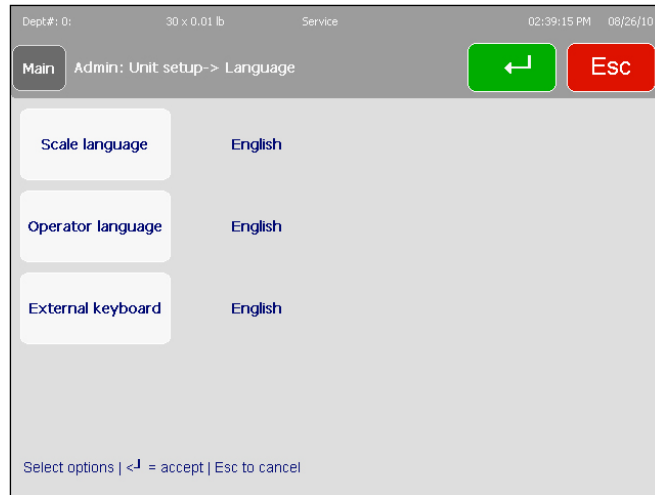 Dept#: 0: 30 x 0.01 lb Service 02:39:15 PM 08/26/10
Main Admin: Unit setup-> Language Esc
Scale language English
Operator language English
External keyboard English
Select options | <┘ = accept | Esc to cancel